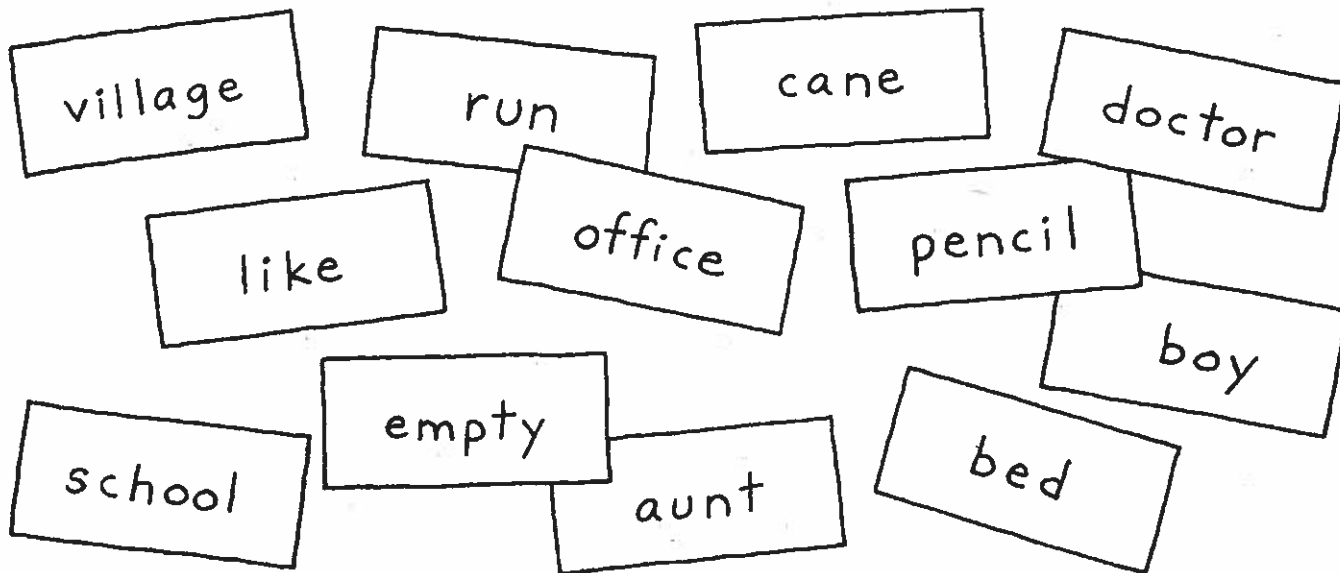 village
run
cane
doctor
like
office
pencil
boy
school
empty
aunt
bed